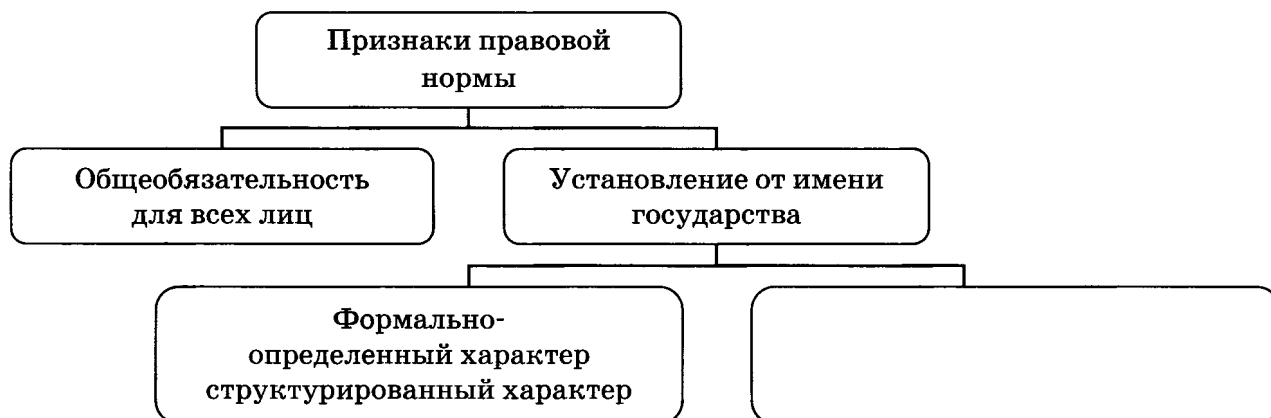 Признаки правовой
нормы
Общеобязательность
для всех лиц
Установление от имени
государства
Формально-
определенный характер
структурированный характер